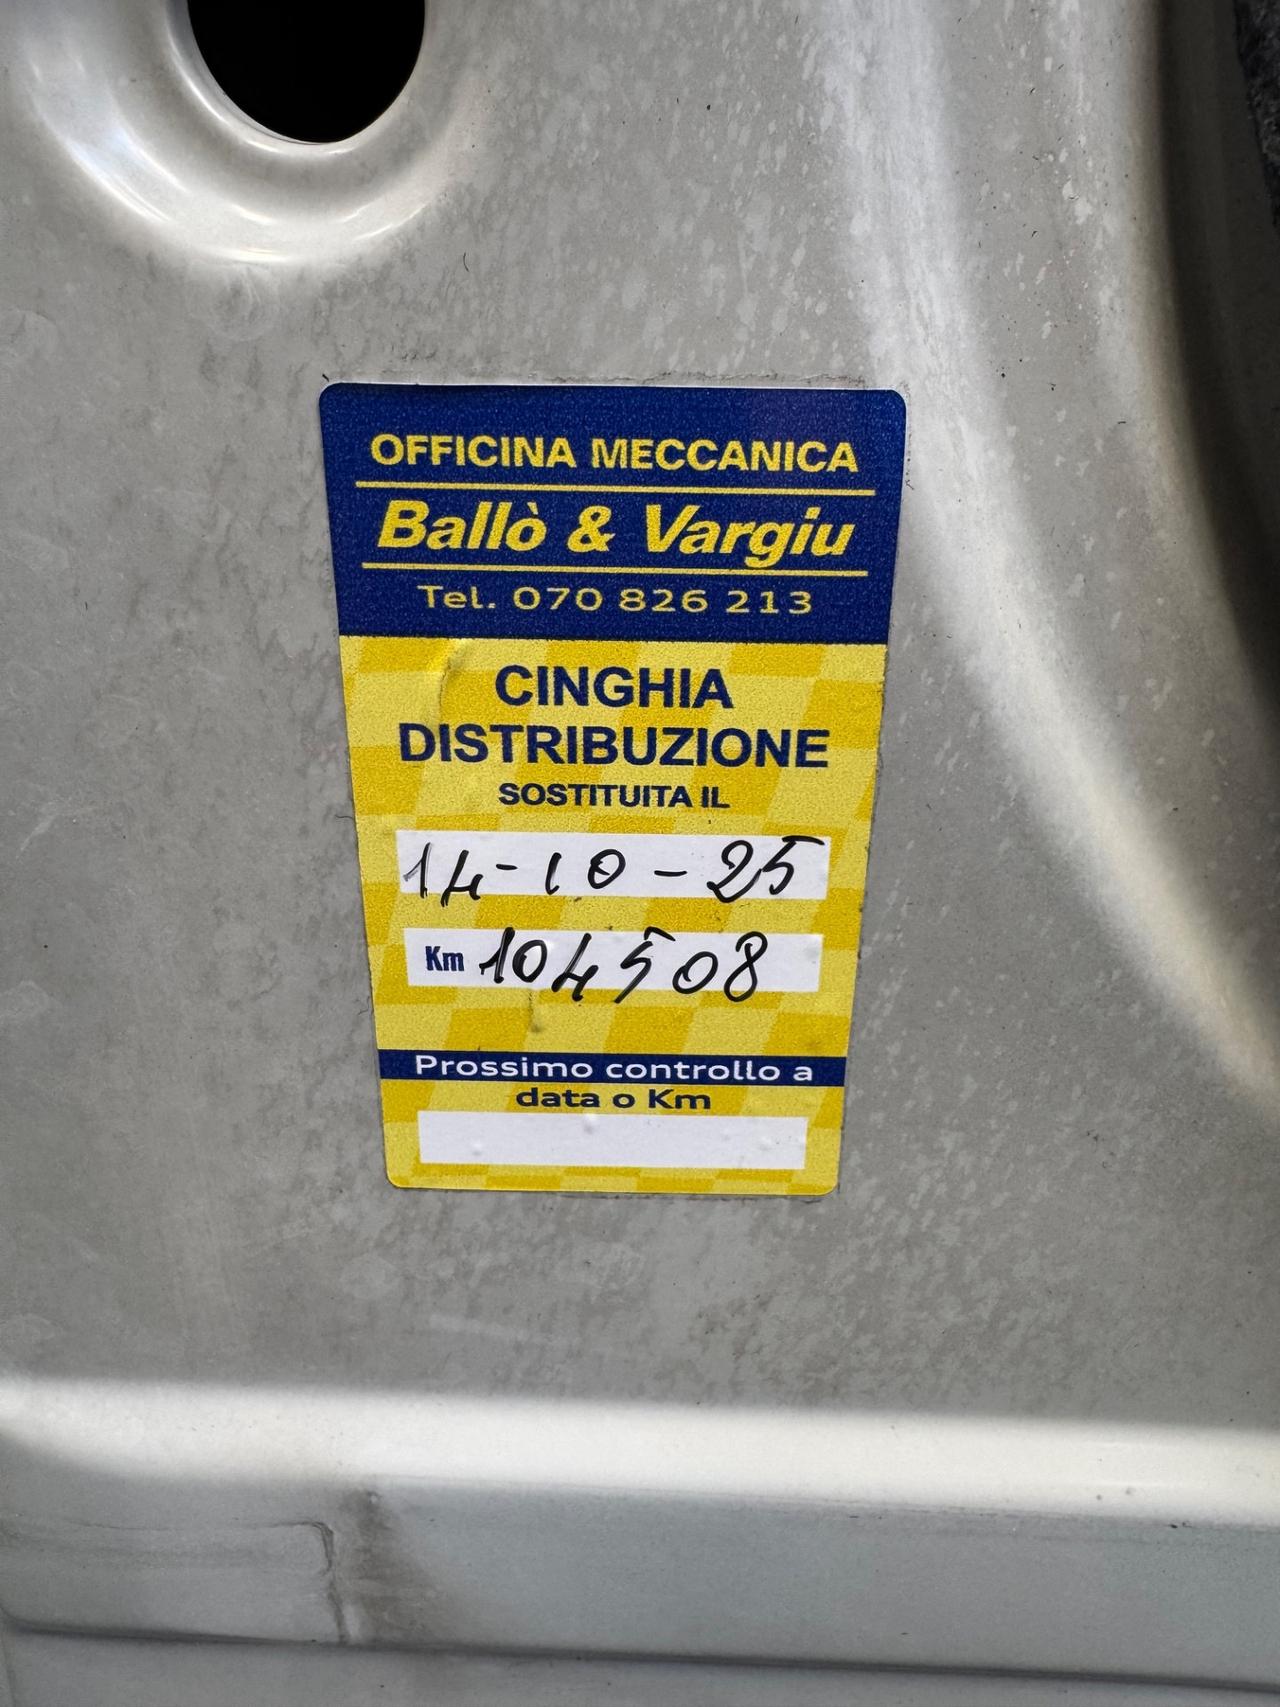 OFFICINA MECCANICA
Ballò & Vargiu
Tel. 070 826 213
CINGHIA
DISTRIBUZIONE
SOSTITUITA IL
14-10-25
Km 104508
Prossimo controllo a
data o Km